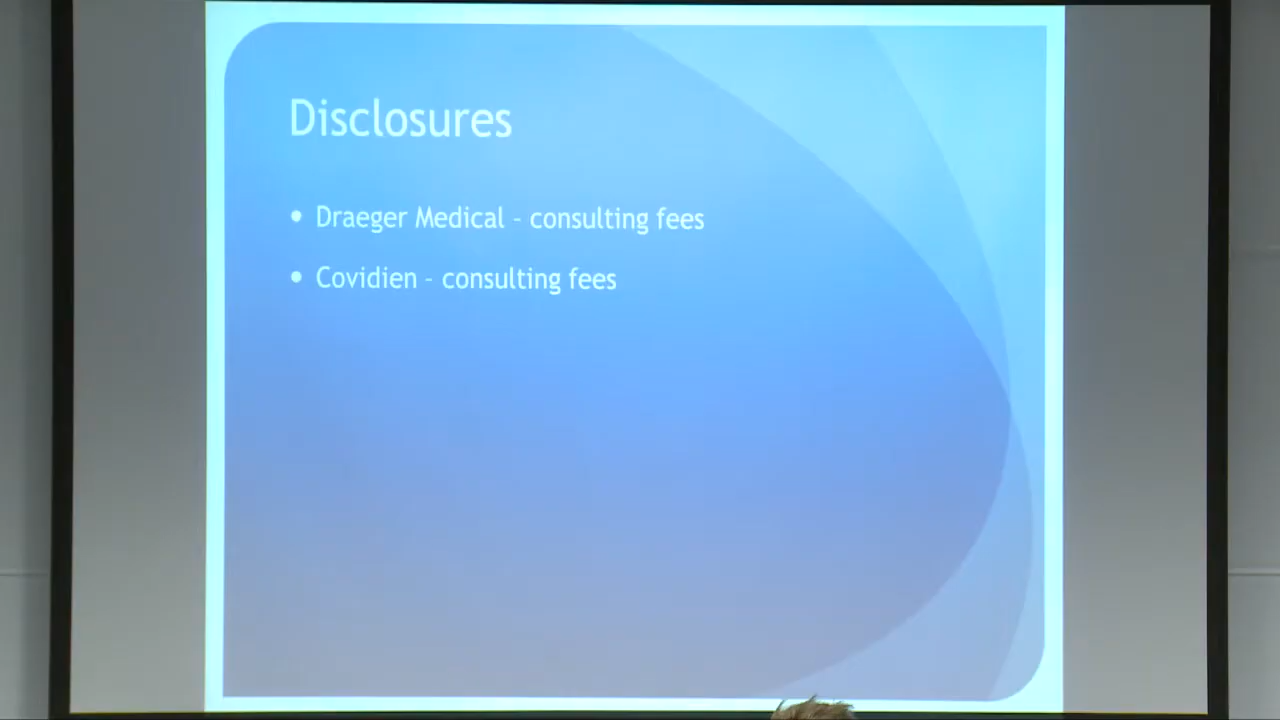 Disclosures
• Draeger Medical – consulting fees
• Covidien – consulting fees